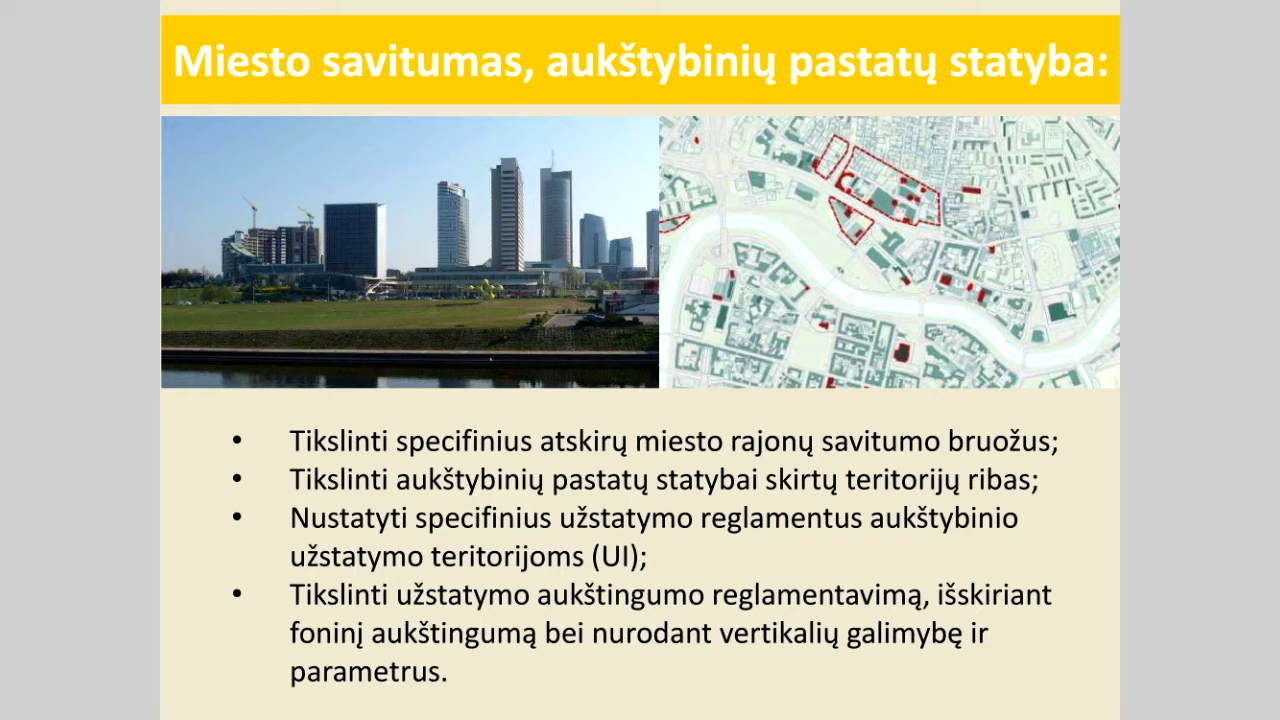 Miesto savitumas, aukštybinių pastatų statyba:
• Tikslinti specifinius atskirų miesto rajonų savitumo bruožus;
• Tikslinti aukštybinių pastatų statybai skirtų teritorijų ribas;
• Nustatyti specifinius užstatymo reglamentus aukštybinio
užstatymo teritorijoms (UI);
• Tikslinti užstatymo aukštingumo reglamentavimą, išskiriant
foninį aukštingumą bei nurodant vertikalių galimybę ir
parametrus.